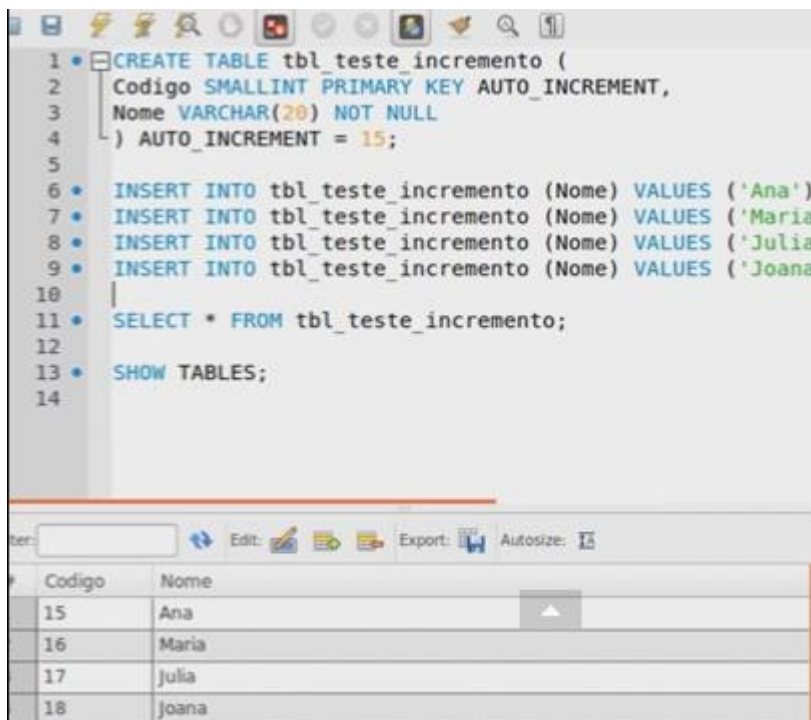 1 CREATE TABLE tbl_teste_incremento (
2 Codigo SMALLINT PRIMARY KEY AUTO_INCREMENT,
3 Nome VARCHAR(20) NOT NULL
4 ) AUTO_INCREMENT = 15;
5
6 INSERT INTO tbl_teste_incremento (Nome) VALUES ('Ana')
7 INSERT INTO tbl_teste_incremento (Nome) VALUES ('Maria
8 INSERT INTO tbl_teste_incremento (Nome) VALUES ('Julia
9 INSERT INTO tbl_teste_incremento (Nome) VALUES ('Joana
10
11 SELECT * FROM tbl_teste_incremento;
12
13 SHOW TABLES;
14
Edit: Export: Autosize:
Codigo Nome
15 Ana
16 Maria
17 Julia
18 Joana